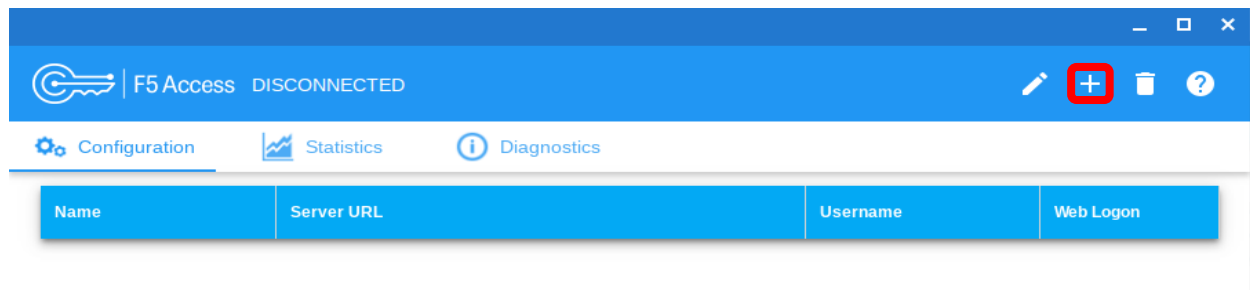 F5 Access DISCONNECTED
Configuration Statistics Diagnostics
Name Server URL Username Web Logon